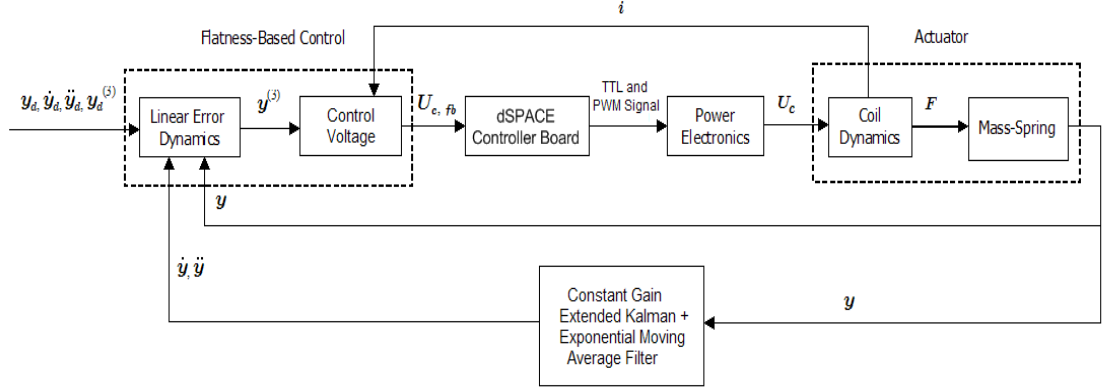 i
Flatness-Based Control
Actuator
y_d, ẏ_d, ÿ_d, y_d^(3)
Linear Error
Dynamics
y^(3)
Control
Voltage
U_c, fb
dSPACE
Controller Board
TTL and
PWM Signal
Power
Electronics
U_c
Coil
Dynamics
F
Mass-Spring
y
ẏ, ÿ
Constant Gain
Extended Kalman +
Exponential Moving
Average Filter
y